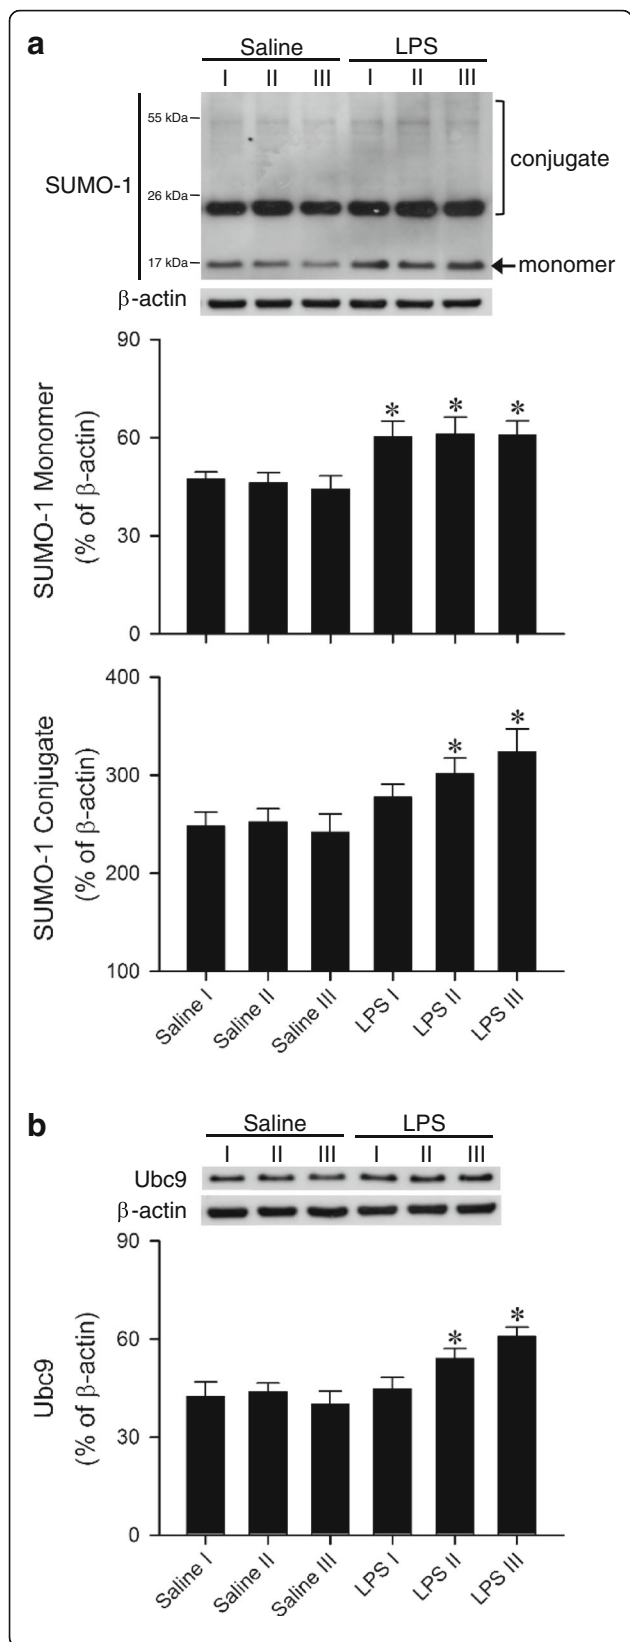 a
Saline LPS
I II III I II III
55 kDa
conjugate
SUMO-1
26 kDa
17 kDa
monomer
β-actin
90
60
30
0
SUMO-1 Monomer
(% of β-actin)
* * *
400
300
200
100
SUMO-1 Conjugate
(% of β-actin)
* *
Saline I Saline II Saline III LPS I LPS II LPS III
b
Saline LPS
I II III I II III
Ubc9
β-actin
90
60
30
0
Ubc9
(% of β-actin)
* *
Saline I Saline II Saline III LPS I LPS II LPS III